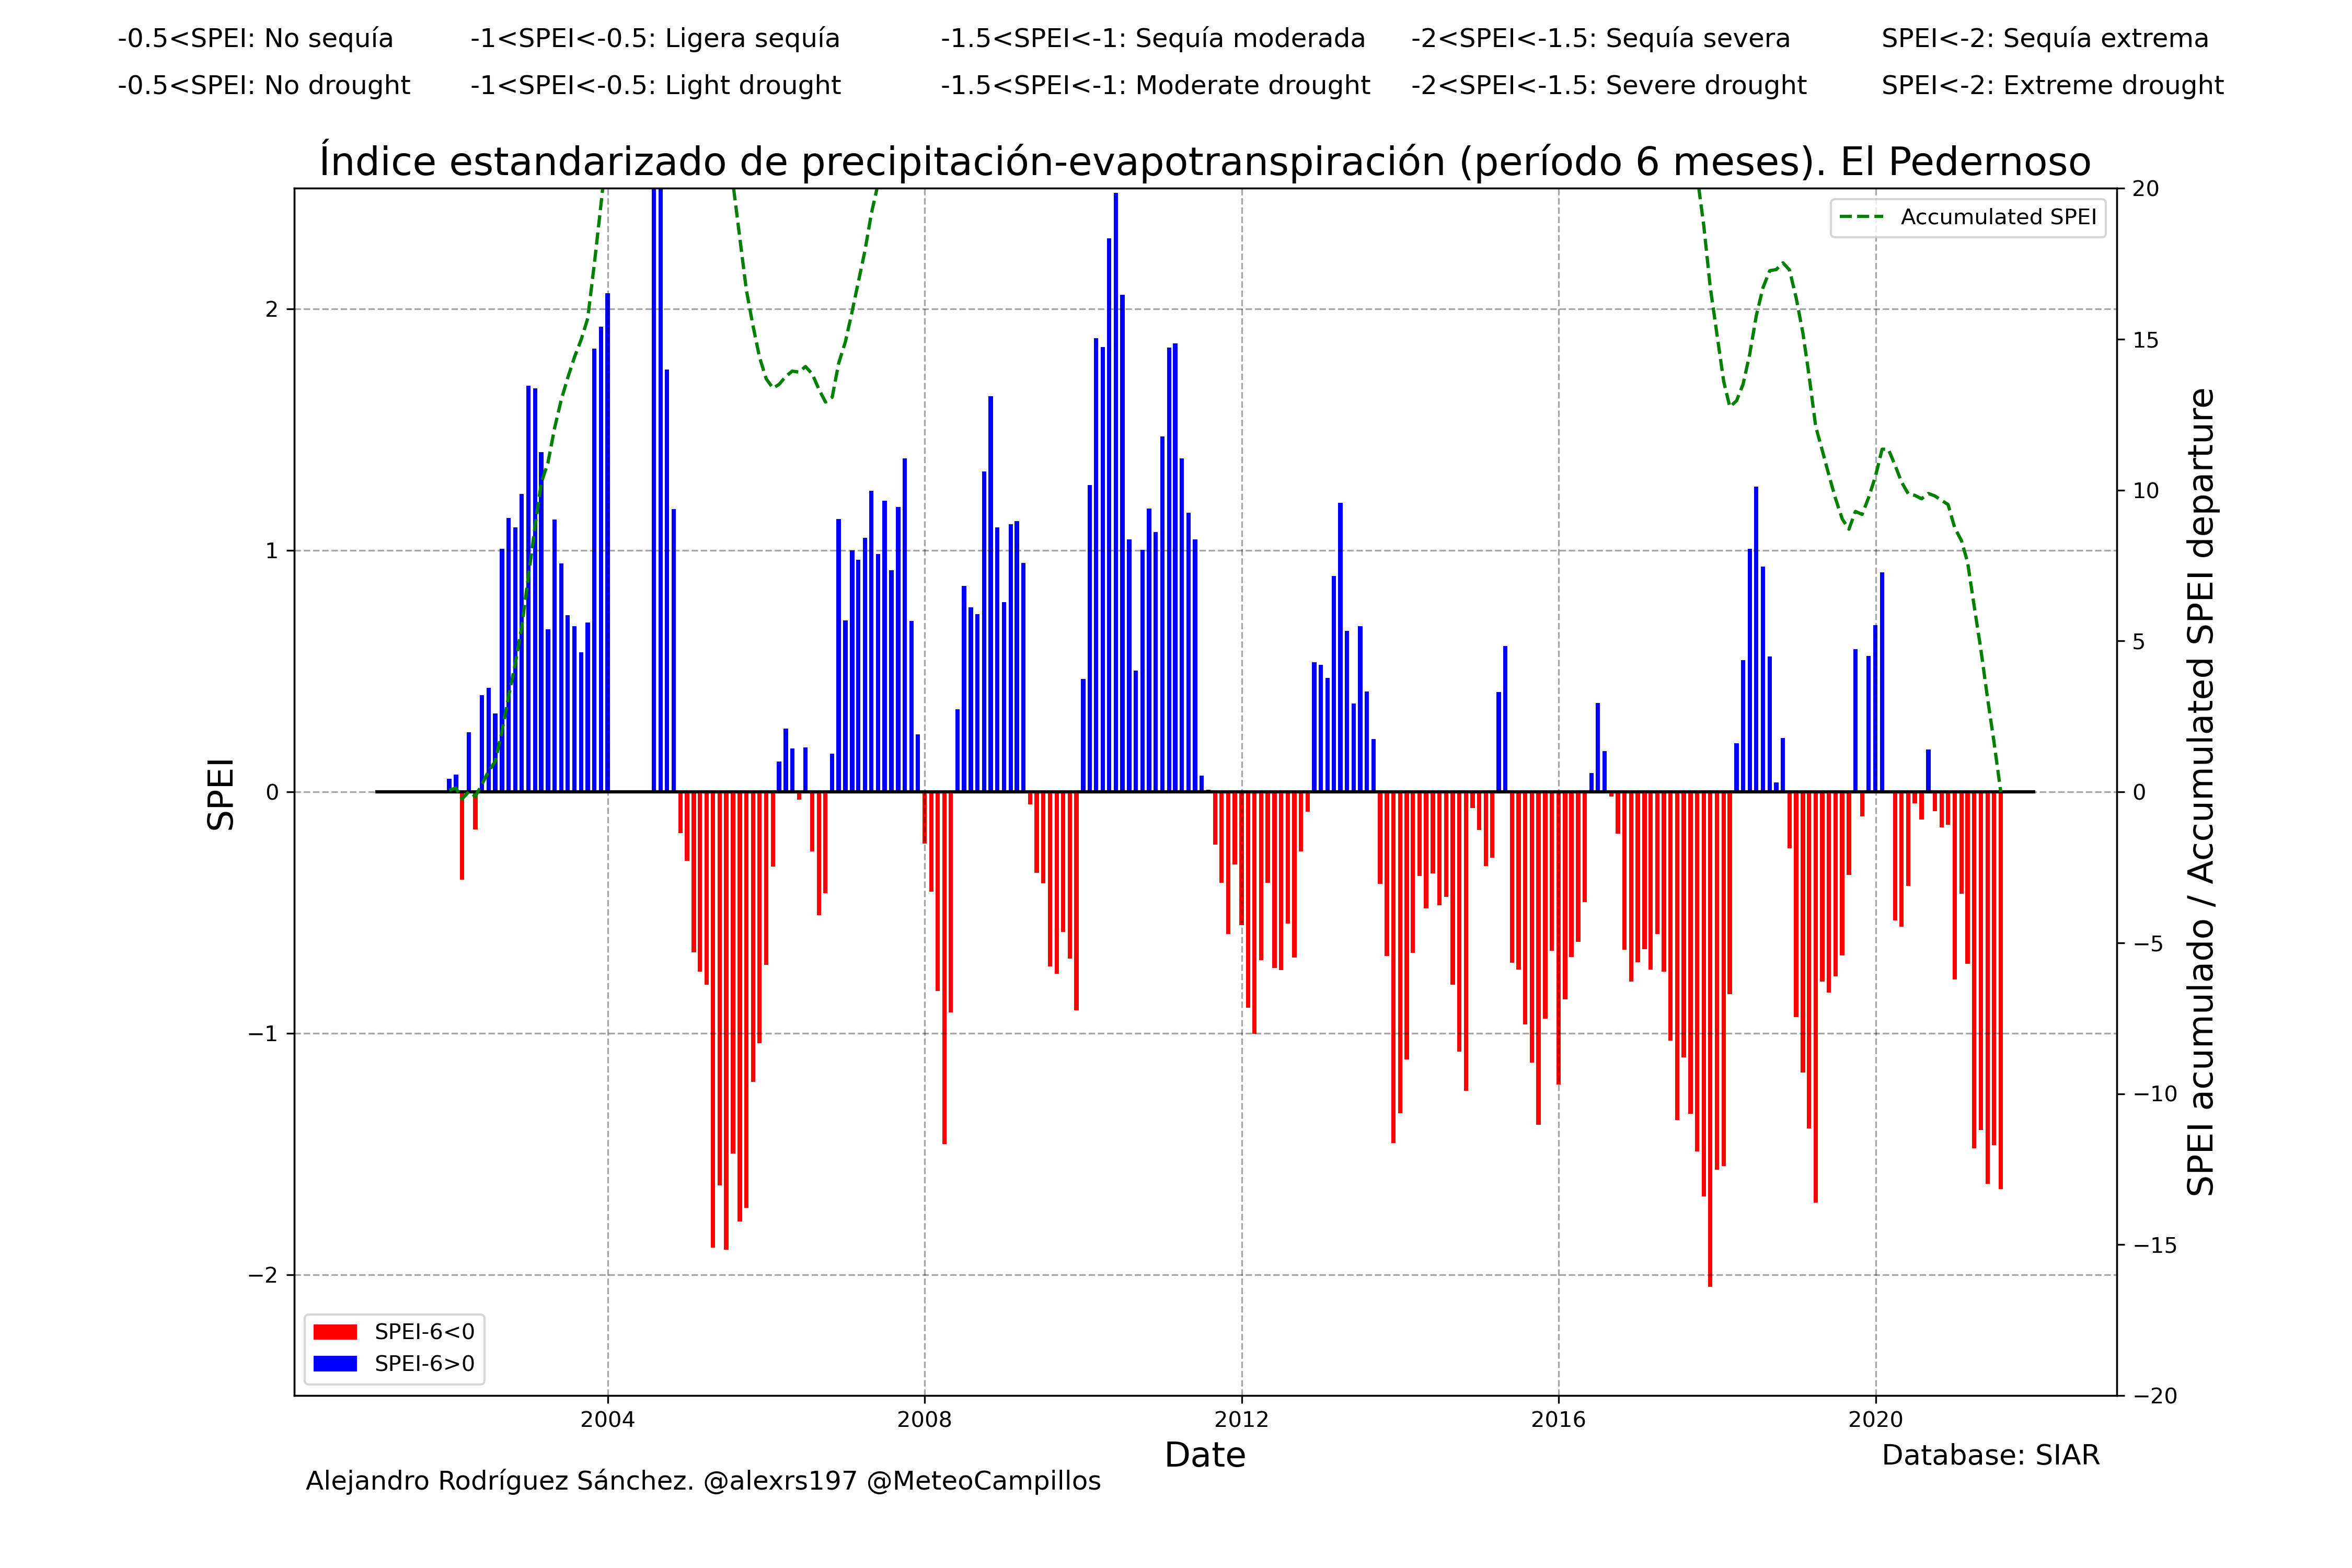 -0.5<SPEI: No sequía -1<SPEI<-0.5: Ligera sequía -1.5<SPEI<-1: Sequía moderada -2<SPEI<-1.5: Sequía severa SPEI<-2: Sequía extrema
-0.5<SPEI: No drought -1<SPEI<-0.5: Light drought -1.5<SPEI<-1: Moderate drought -2<SPEI<-1.5: Severe drought SPEI<-2: Extreme drought
Índice estandarizado de precipitación-evapotranspiración (período 6 meses). El Pedernoso
Accumulated SPEI
SPEI
2
1
0
−1
−2
20
15
10
5
0
−5
−10
−15
−20
SPEI acumulado / Accumulated SPEI departure
SPEI-6<0
SPEI-6>0
2004 2008 2012 2016 2020
Date
Database: SIAR
Alejandro Rodríguez Sánchez. @alexrs197 @MeteoCampillos